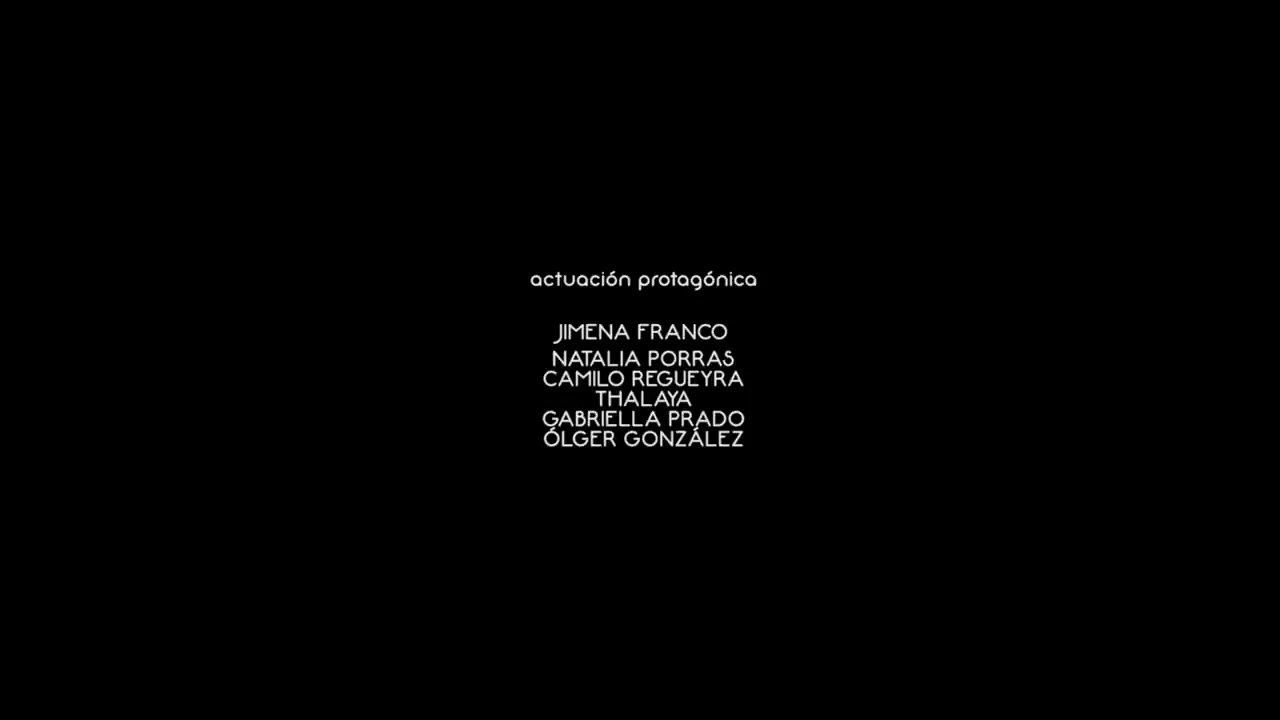 actuación protagónica
JIMENA FRANCO
NATALIA PORRAS
CAMILO REGUEYRA
THALAYA
GABRIELLA PRADO
ÓLGER GONZÁLEZ